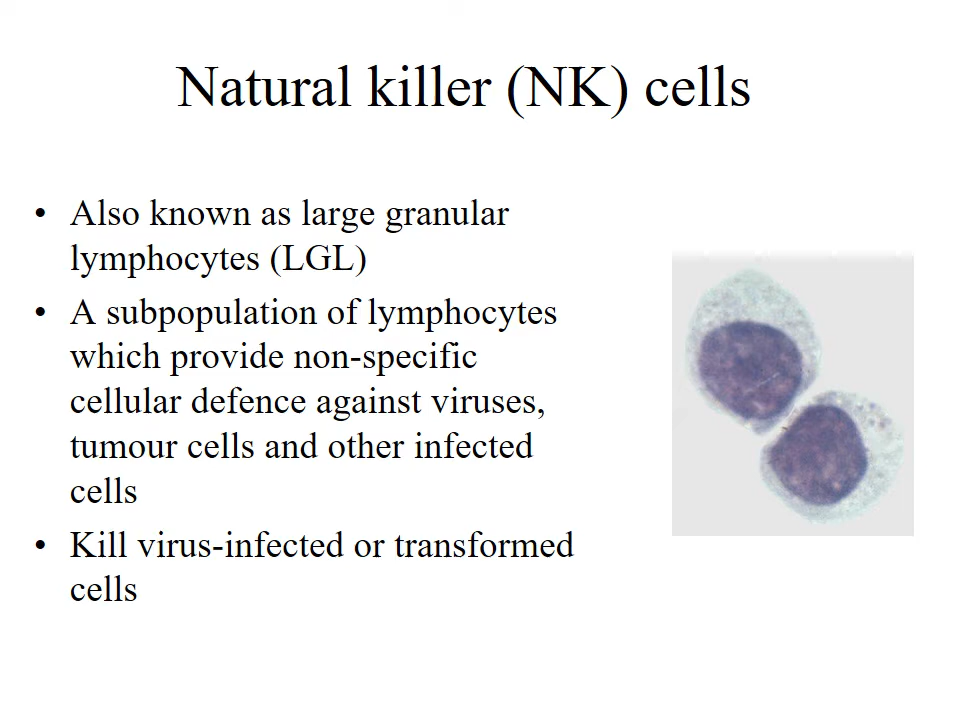 Natural killer (NK) cells
• Also known as large granular
lymphocytes (LGL)
• A subpopulation of lymphocytes
which provide non-specific
cellular defence against viruses,
tumour cells and other infected
cells
• Kill virus-infected or transformed
cells